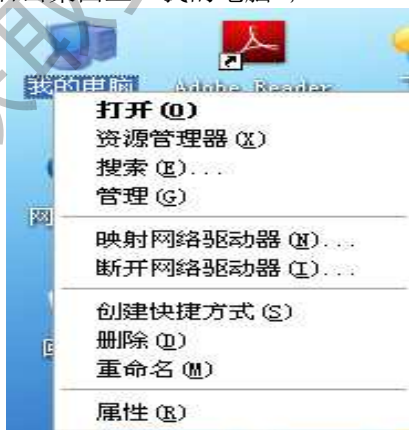 我的电脑
Adobe Reader
打开(O)
资源管理器(X)
搜索(E)...
管理(G)
网
映射网络驱动器(N)...
断开网络驱动器(I)...
创建快捷方式(S)
删除(D)
重命名(M)
属性(R)